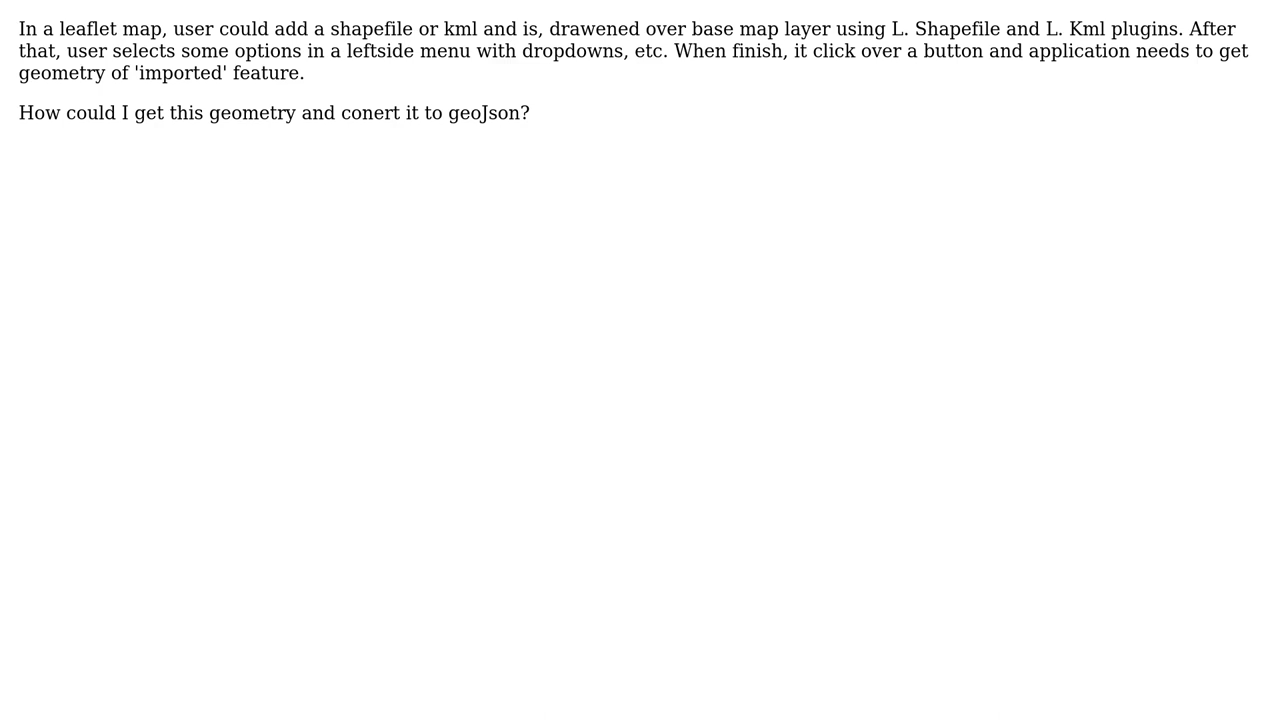 In a leaflet map, user could add a shapefile or kml and is, drawened over base map layer using L. Shapefile and L. Kml plugins. After
that, user selects some options in a leftside menu with dropdowns, etc. When finish, it click over a button and application needs to get
geometry of 'imported' feature.
How could I get this geometry and conert it to geoJson?